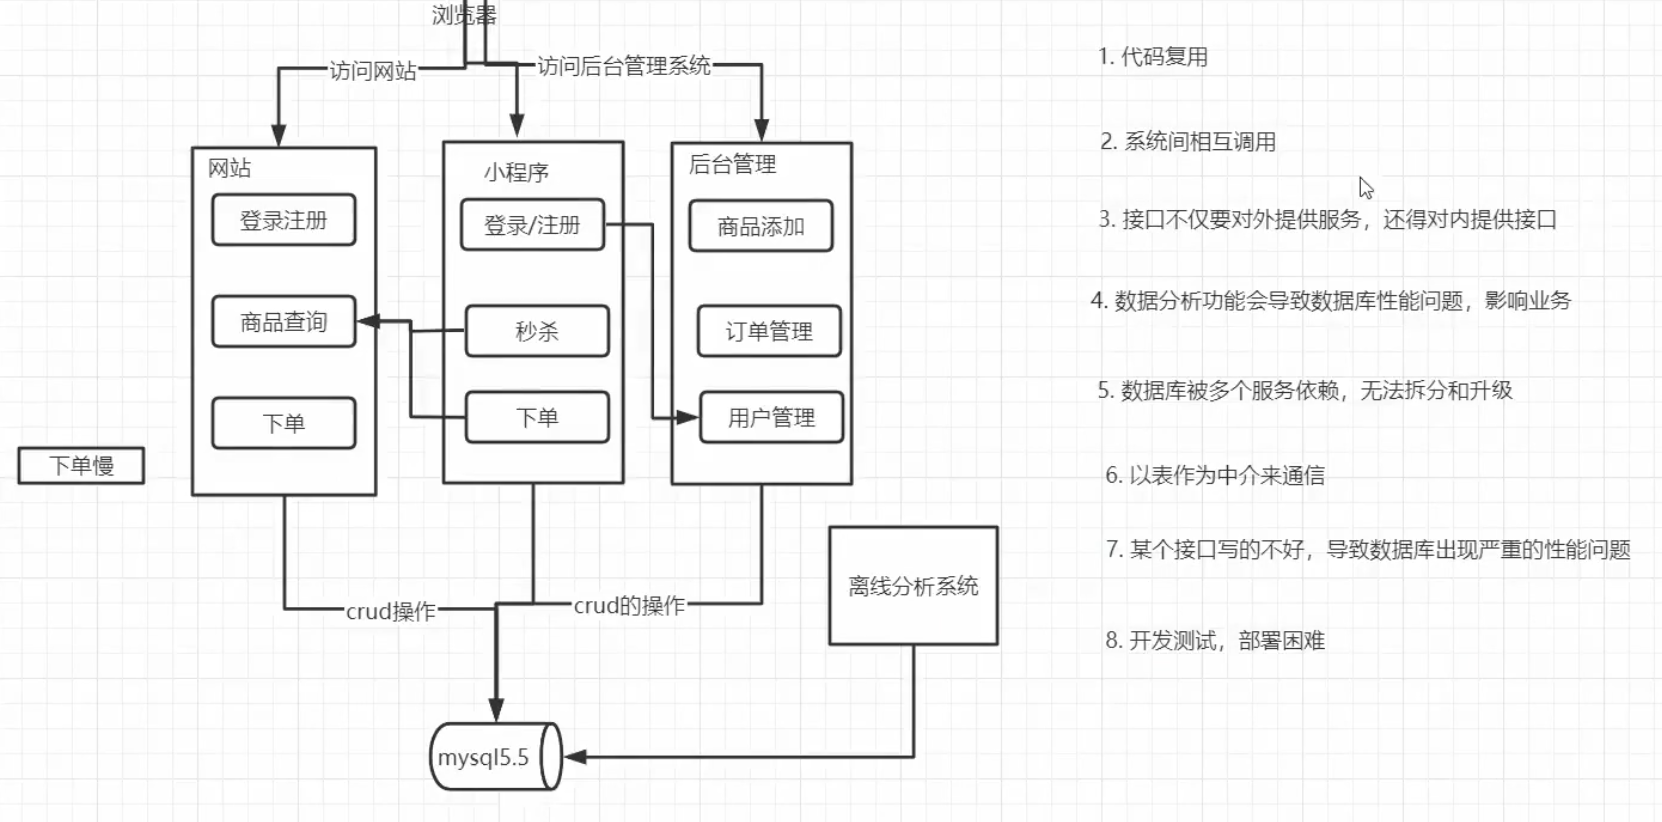 浏览器
访问网站
访问后台管理系统
网站
登录注册
商品查询
下单
小程序
登录/注册
秒杀
下单
后台管理
商品添加
订单管理
用户管理
下单慢
crud操作
crud的操作
离线分析系统
mysql5.5
1. 代码复用
2. 系统间相互调用
3. 接口不仅要对外提供服务，还得对内提供接口
4. 数据分析功能会导致数据库性能问题，影响业务
5. 数据库被多个服务依赖，无法拆分和升级
6. 以表作为中介来通信
7. 某个接口写的不好，导致数据库出现严重的性能问题
8. 开发测试，部署困难